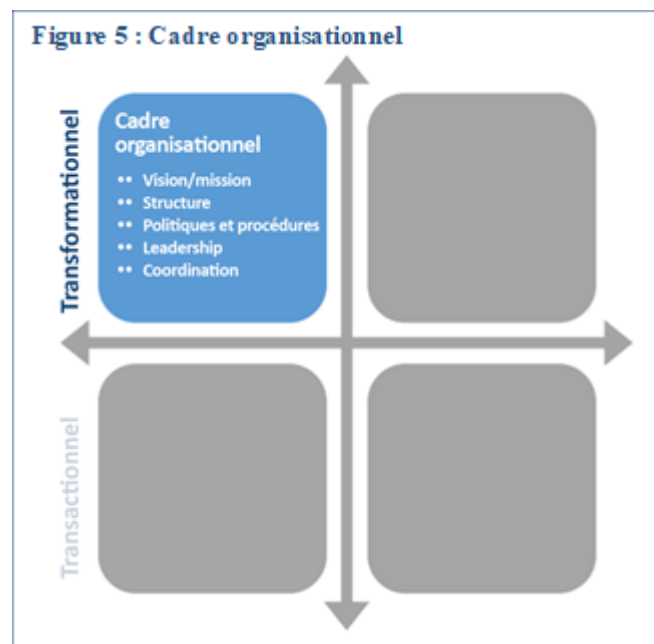 Figure 5 : Cadre organisationnel
Transformationnel
Cadre
organisationnel
•• Vision/mission
•• Structure
•• Politiques et procédures
•• Leadership
•• Coordination
Transactionnel